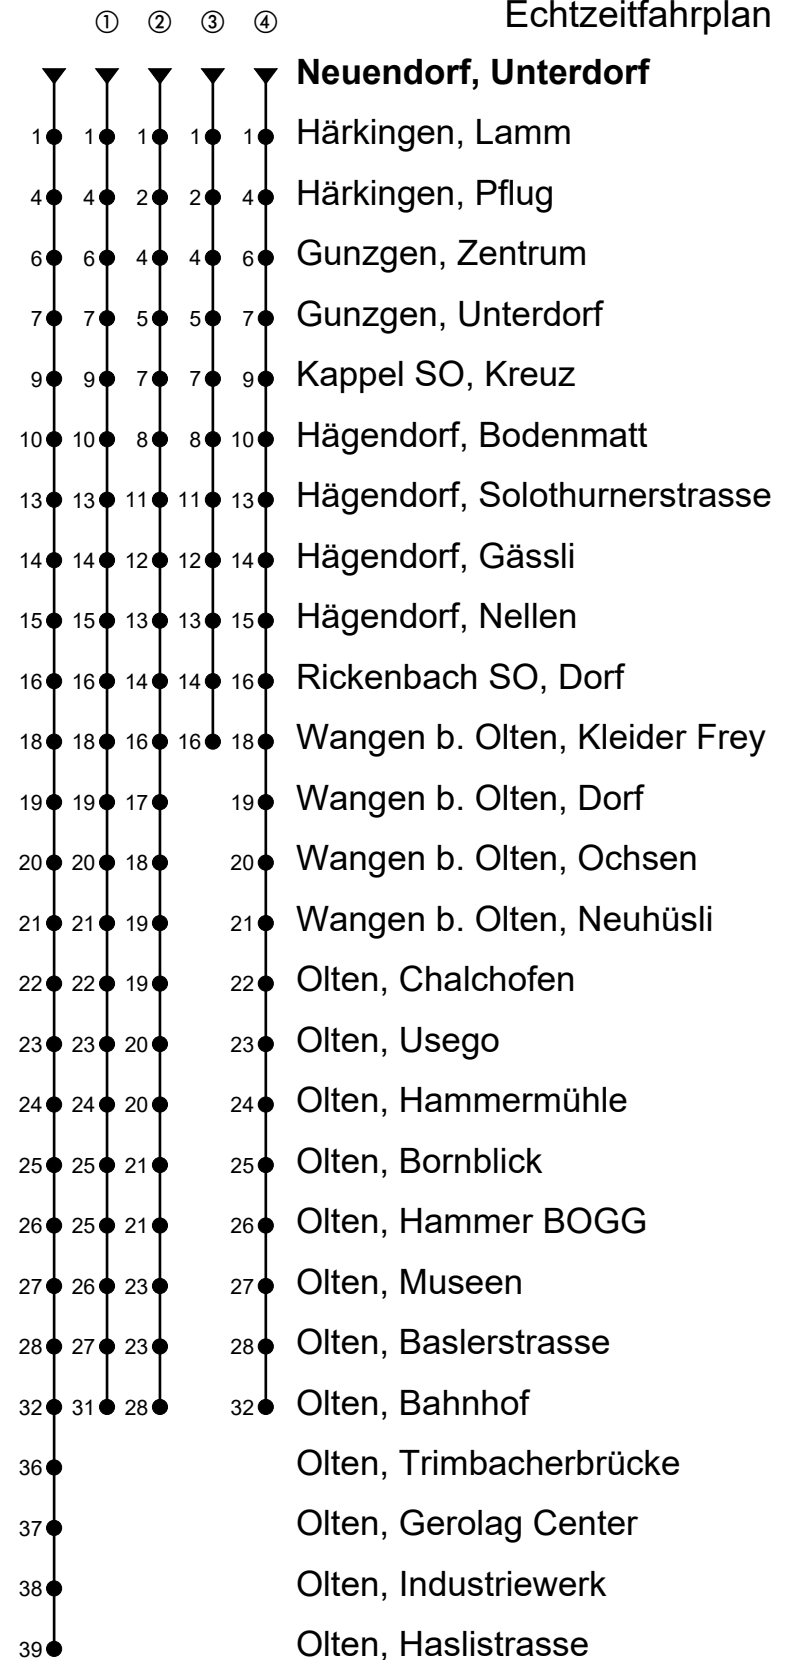 Echtzeitfahrplan
① ② ③ ④
Neuendorf, Unterdorf
1 1 1 1 1 Härkingen, Lamm
4 4 2 2 4 Härkingen, Pflug
6 6 4 4 6 Gunzgen, Zentrum
7 7 5 5 7 Gunzgen, Unterdorf
9 9 7 7 9 Kappel SO, Kreuz
10 10 8 8 10 Hägendorf, Bodenmatt
13 13 11 11 13 Hägendorf, Solothurnerstrasse
14 14 12 12 14 Hägendorf, Gässli
15 15 13 13 15 Hägendorf, Nellen
16 16 14 14 16 Rickenbach SO, Dorf
18 18 16 16 18 Wangen b. Olten, Kleider Frey
19 19 17 19 Wangen b. Olten, Dorf
20 20 18 20 Wangen b. Olten, Ochsen
21 21 19 21 Wangen b. Olten, Neuhüsli
22 22 19 22 Olten, Chalchofen
23 23 20 23 Olten, Usego
24 24 20 24 Olten, Hammermühle
25 25 21 25 Olten, Bornblick
26 25 21 26 Olten, Hammer BOGG
27 26 23 27 Olten, Museen
28 27 23 28 Olten, Baslerstrasse
32 31 28 32 Olten, Bahnhof
36 Olten, Trimbacherbrücke
37 Olten, Gerolag Center
38 Olten, Industriewerk
39 Olten, Haslistrasse